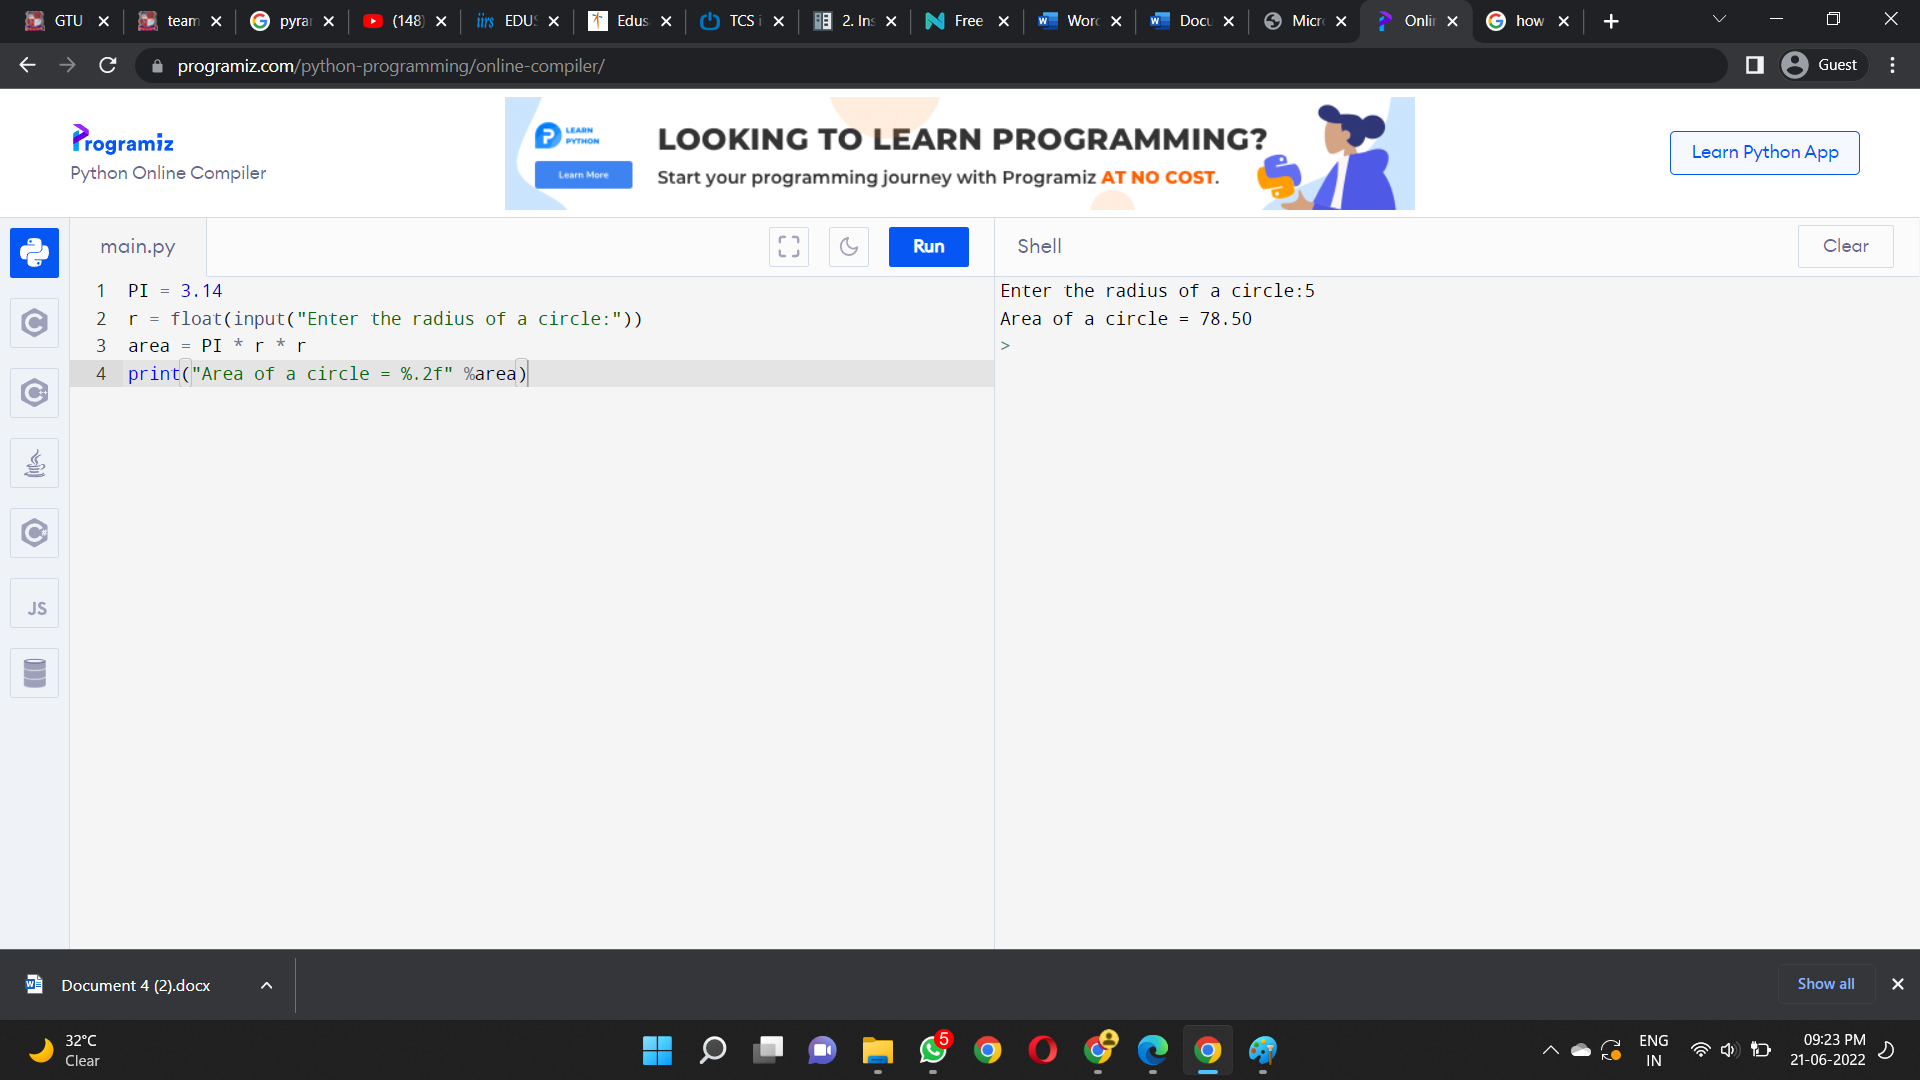 GTU
team
pyrar
(148)
EDUS
Edus
TCS i
2. Ins
Free
Word
Docu
Micro
Onlin
how
programiz.com/python-programming/online-compiler/
Guest
Programiz
Python Online Compiler
LEARN
PYTHON
Learn More
LOOKING TO LEARN PROGRAMMING?
Start your programming journey with Programiz AT NO COST.
Learn Python App
main.py
Run
Shell
Clear
1 PI = 3.14
2 r = float(input("Enter the radius of a circle:"))
3 area = PI * r * r
4 print("Area of a circle = %.2f" %area)
Enter the radius of a circle:5
Area of a circle = 78.50
>
JS
Document 4 (2).docx
Show all
32°C
Clear
5
ENG
IN
09:23 PM
21-06-2022